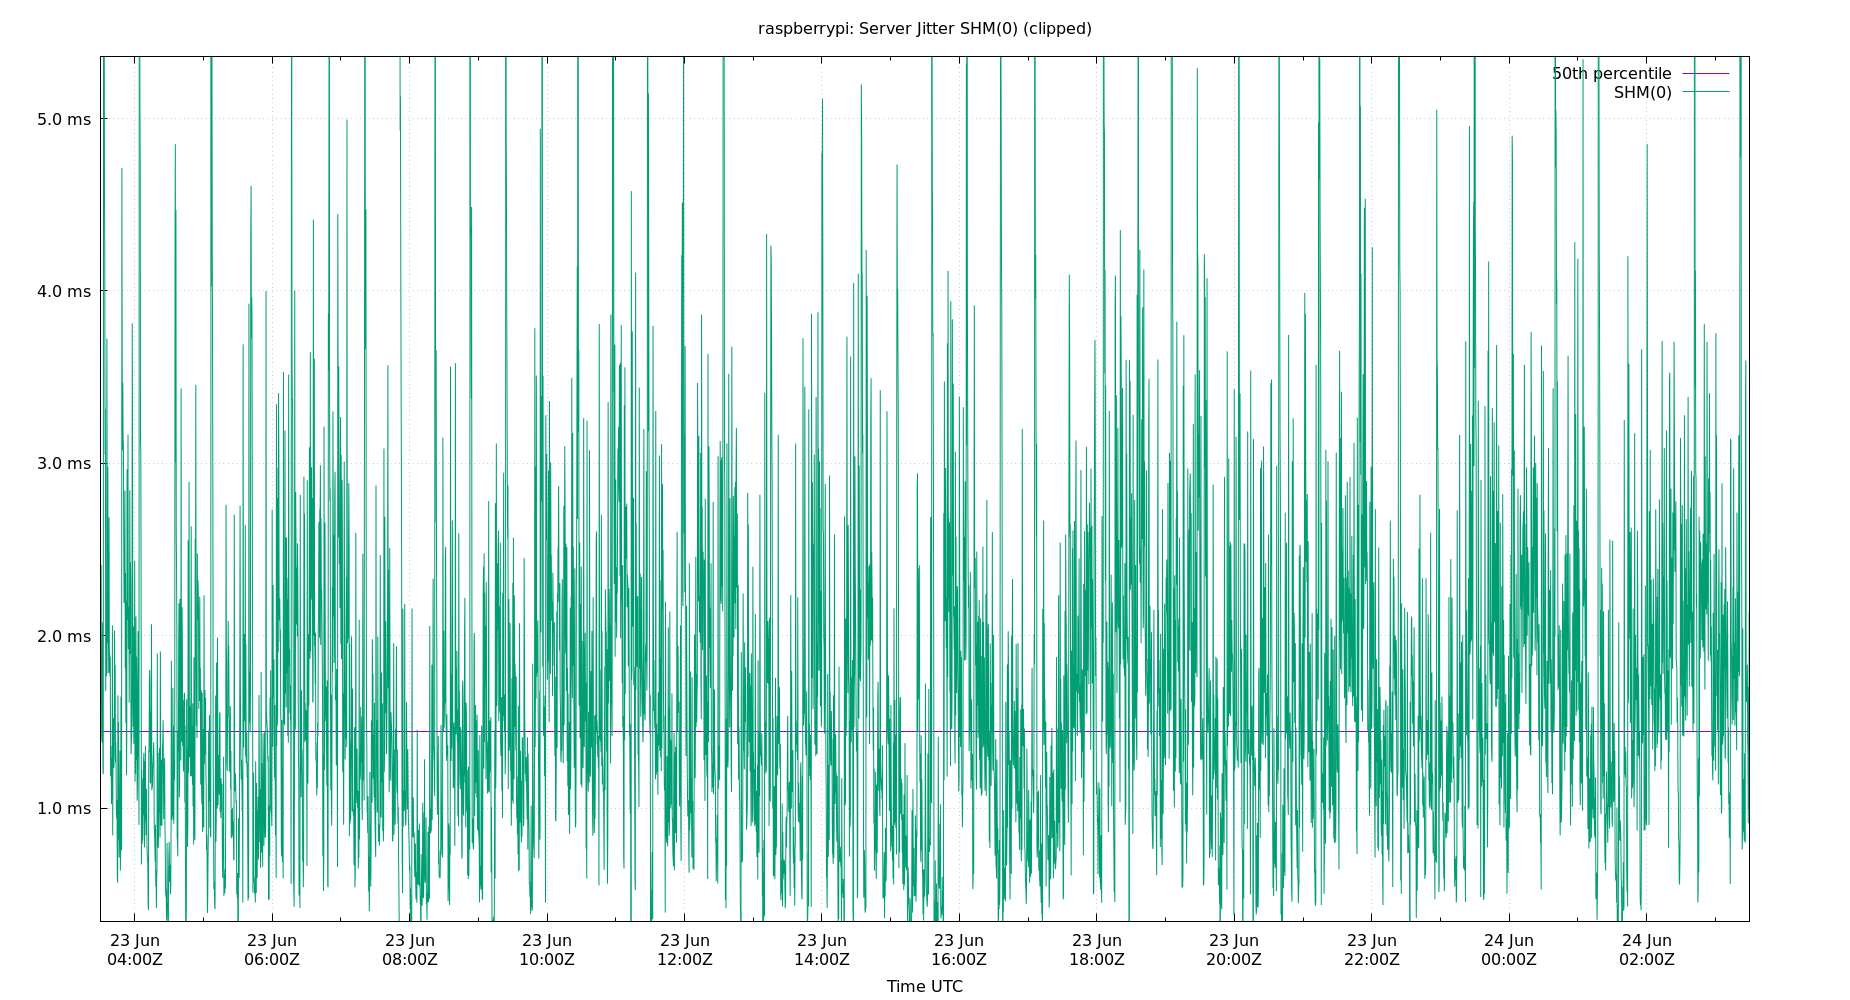 raspberrypi: Server Jitter SHM(0) (clipped)
50th percentile
SHM(0)
5.0 ms
4.0 ms
3.0 ms
2.0 ms
1.0 ms
23 Jun 23 Jun 23 Jun 23 Jun 23 Jun 23 Jun 23 Jun 23 Jun 23 Jun 23 Jun 24 Jun 24 Jun
04:00Z 06:00Z 08:00Z 10:00Z 12:00Z 14:00Z 16:00Z 18:00Z 20:00Z 22:00Z 00:00Z 02:00Z
Time UTC